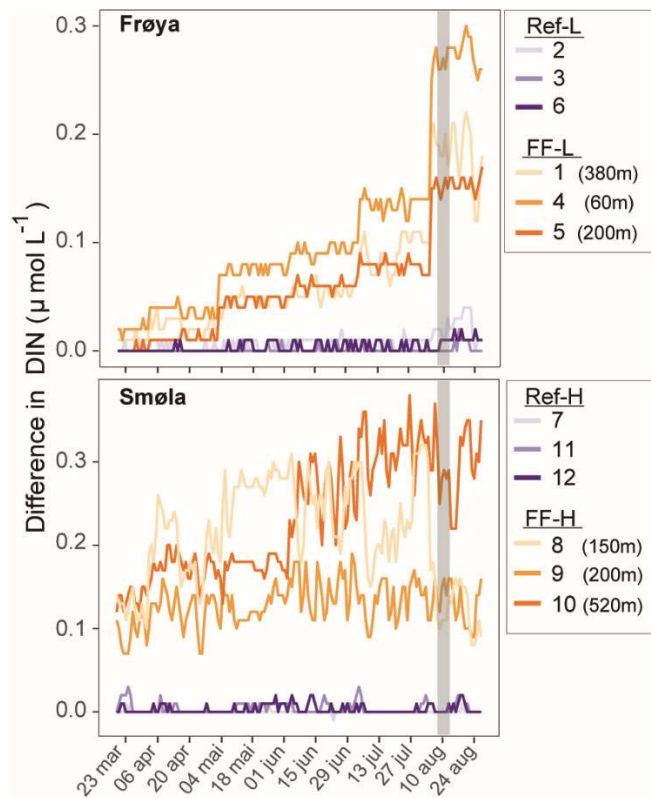 Difference in DIN (µ mol L⁻¹)
Frøya
0.3
0.2
0.1
0.0
Ref-L
2
3
6
FF-L
1 (380m)
4 (60m)
5 (200m)
Smøla
0.3
0.2
0.1
0.0
Ref-H
7
11
12
FF-H
8 (150m)
9 (200m)
10 (520m)
23 mar
06 apr
20 apr
04 mai
18 mai
01 jun
15 jun
29 jun
13 jul
27 jul
10 aug
24 aug